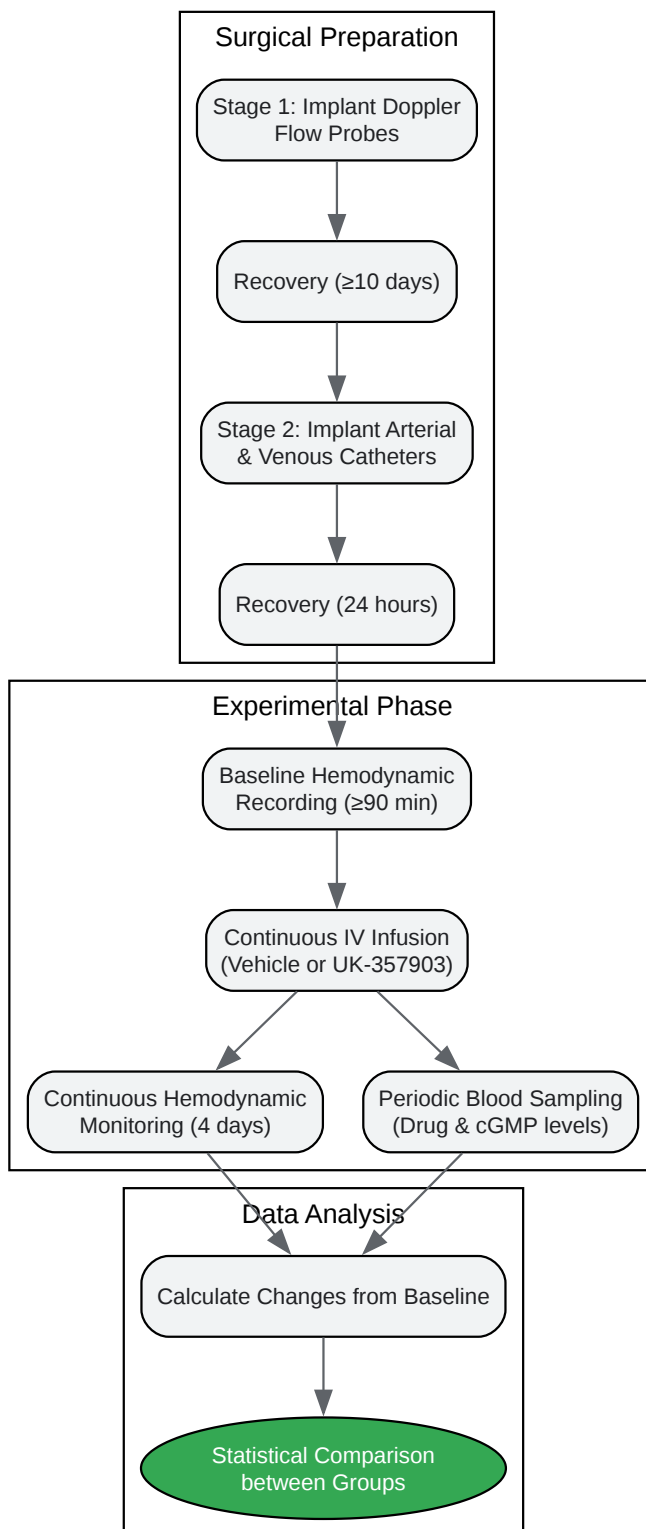 Surgical Preparation
Stage 1: Implant Doppler
Flow Probes
Recovery (≥10 days)
Stage 2: Implant Arterial
& Venous Catheters
Recovery (24 hours)
Experimental Phase
Baseline Hemodynamic
Recording (≥90 min)
Continuous IV Infusion
(Vehicle or UK-357903)
Continuous Hemodynamic
Monitoring (4 days)
Periodic Blood Sampling
(Drug & cGMP levels)
Data Analysis
Calculate Changes from Baseline
Statistical Comparison
between Groups